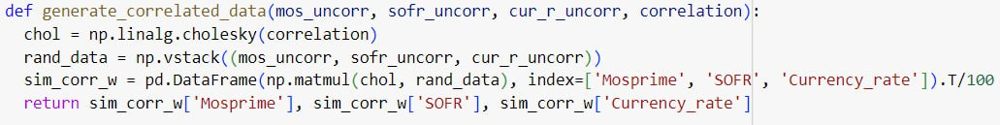 def generate_correlated_data(mos_uncorr, sofr_uncorr, cur_r_uncorr, correlation):
  chol = np.linalg.cholesky(correlation)
  rand_data = np.vstack((mos_uncorr, sofr_uncorr, cur_r_uncorr))
  sim_corr_w = pd.DataFrame(np.matmul(chol, rand_data), index=['Mosprime', 'SOFR', 'Currency_rate']).T/100
  return sim_corr_w['Mosprime'], sim_corr_w['SOFR'], sim_corr_w['Currency_rate']